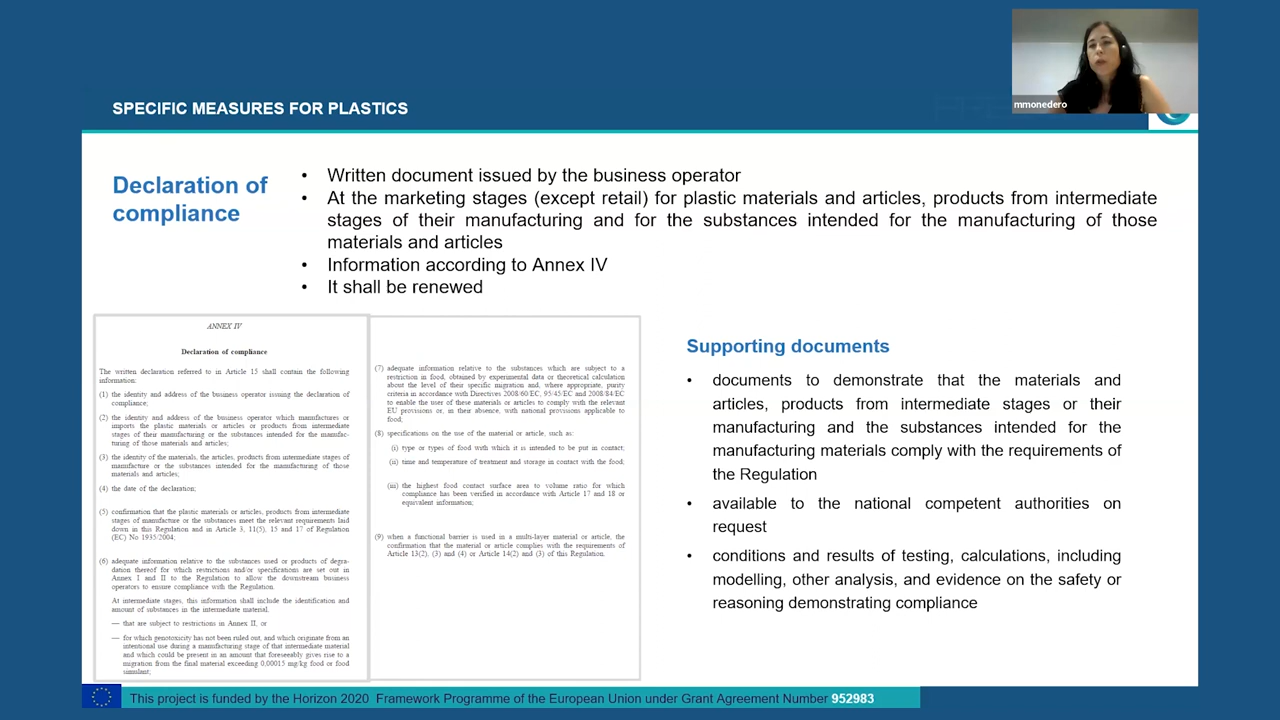 mmonedero
SPECIFIC MEASURES FOR PLASTICS
Declaration of
compliance
• Written document issued by the business operator
• At the marketing stages (except retail) for plastic materials and articles, products from intermediate
stages of their manufacturing and for the substances intended for the manufacturing of those
materials and articles
• Information according to Annex IV
• It shall be renewed
ANNEX IV
Declaration of compliance
The written declaration referred to in Article 15 shall contain the following
information:
(1) the identity and address of the business operator issuing the declaration of
compliance;
(2) the identity and address of the business operator which manufactures or
imports the plastic materials or articles or products from intermediate
stages of their manufacturing or the substances intended for the manufac-
turing of those materials and articles;
(3) the identity of the materials, the articles, products from intermediate stages of
manufacture or the substances intended for the manufacturing of those
materials and articles;
(4) the date of the declaration;
(5) confirmation that the plastic materials or articles, products from intermediate
stages of manufacture or the substances meet the relevant requirements laid
down in this Regulation and in Article 3, 11(5), 15 and 17 of Regulation
(EC) No 1935/2004;
(6) adequate information relative to the substances used or products of degra-
dation thereof for which restrictions and/or specifications are set out in
Annex I and II to the Regulation to allow the downstream business
operators to ensure compliance with the Regulation.
At intermediate stages, this information shall include the identification and
amount of substances in the intermediate material.
— that are subject to restrictions in Annex II, or
— for which genotoxicity has not been ruled out, and which originate from an
intentional use during a manufacturing stage of that intermediate material
and which could be present in an amount that foreseeably gives rise to a
migration from the final material exceeding 0,00015 mg/kg food or food
simulant;
(7) adequate information relative to the substances which are subject to a
restriction in food, obtained by experimental data or theoretical calculation
about the level of their specific migration and, where appropriate, purity
criteria in accordance with Directives 2008/60/EC, 95/45/EC and 2008/84/EC
to enable the user of these materials or articles to comply with the relevant
EU provisions or, in their absence, with national provisions applicable to
food;
(8) specifications on the use of the material or article, such as:
(i) type or types of food with which it is intended to be put in contact;
(ii) time and temperature of treatment and storage in contact with the food;
(iii) the highest food contact surface area to volume ratio for which
compliance has been verified in accordance with Article 17 and 18 or
equivalent information;
(9) when a functional barrier is used in a multi-layer material or article, the
confirmation that the material or article complies with the requirements of
Article 13(2), (3) and (4) or Article 14(2) and (3) of this Regulation.
Supporting documents
• documents to demonstrate that the materials and
articles, products from intermediate stages or their
manufacturing and the substances intended for the
manufacturing materials comply with the requirements of
the Regulation
• available to the national competent authorities on
request
• conditions and results of testing, calculations, including
modelling, other analysis, and evidence on the safety or
reasoning demonstrating compliance
This project is funded by the Horizon 2020 Framework Programme of the European Union under Grant Agreement Number 952983